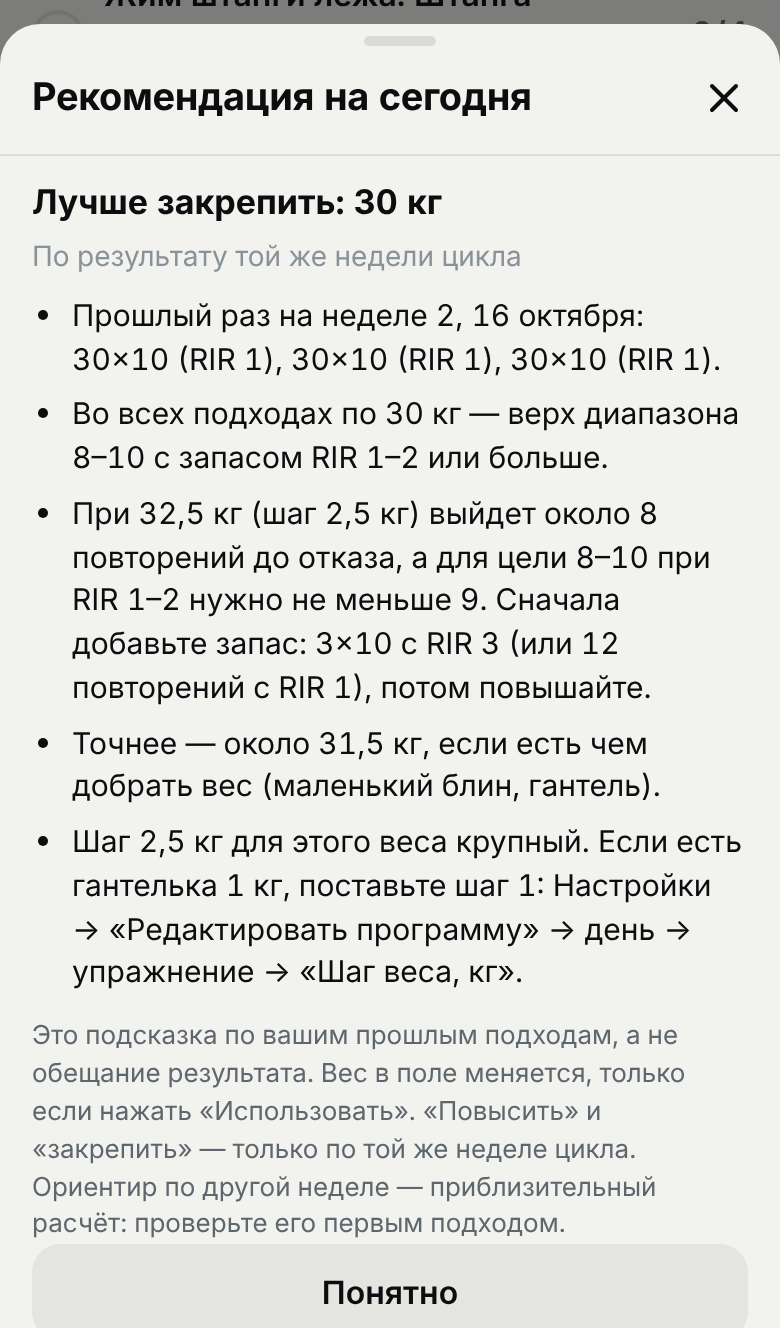 Жим штанги лежа: Штанга
Рекомендация на сегодня
Лучше закрепить: 30 кг
По результату той же недели цикла
• Прошлый раз на неделе 2, 16 октября:
30×10 (RIR 1), 30×10 (RIR 1), 30×10 (RIR 1).
• Во всех подходах по 30 кг — верх диапазона
8–10 с запасом RIR 1–2 или больше.
• При 32,5 кг (шаг 2,5 кг) выйдет около 8
повторений до отказа, а для цели 8–10 при
RIR 1–2 нужно не меньше 9. Сначала
добавьте запас: 3×10 с RIR 3 (или 12
повторений с RIR 1), потом повышайте.
• Точнее — около 31,5 кг, если есть чем
добрать вес (маленький блин, гантель).
• Шаг 2,5 кг для этого веса крупный. Если есть
гантелька 1 кг, поставьте шаг 1: Настройки
→ «Редактировать программу» → день →
упражнение → «Шаг веса, кг».
Это подсказка по вашим прошлым подходам, а не
обещание результата. Вес в поле меняется, только
если нажать «Использовать». «Повысить» и
«закрепить» — только по той же неделе цикла.
Ориентир по другой неделе — приблизительный
расчёт: проверьте его первым подходом.
Понятно